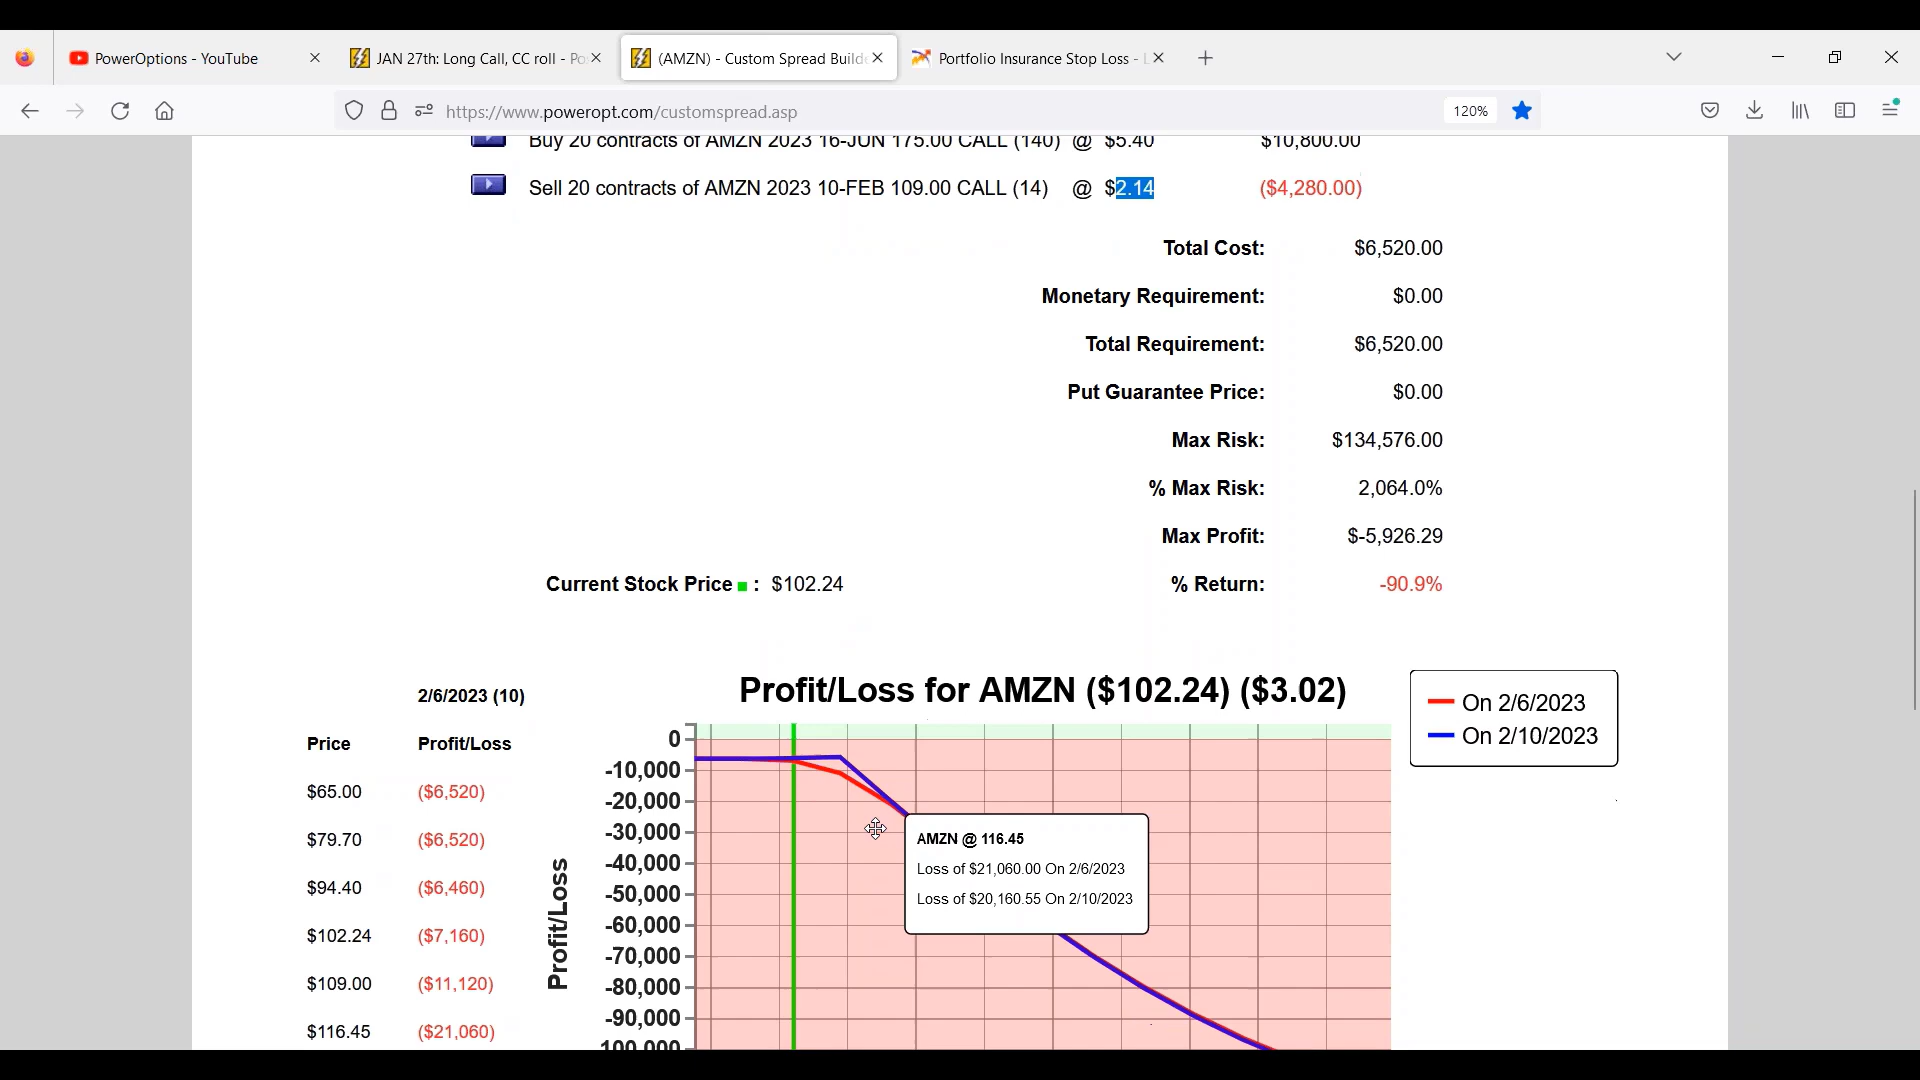 PowerOptions - YouTube
JAN 27th: Long Call, CC roll - Po
(AMZN) - Custom Spread Builde
Portfolio Insurance Stop Loss -
https://www.poweropt.com/customspread.asp
120%
Buy 20 contracts of AMZN 2023 16-JUN 175.00 CALL (140) @ $5.40 $10,800.00
Sell 20 contracts of AMZN 2023 10-FEB 109.00 CALL (14) @ $2.14 ($4,280.00)
Total Cost: $6,520.00
Monetary Requirement: $0.00
Total Requirement: $6,520.00
Put Guarantee Price: $0.00
Max Risk: $134,576.00
% Max Risk: 2,064.0%
Max Profit: $-5,926.29
Current Stock Price : $102.24 % Return: -90.9%
Profit/Loss for AMZN ($102.24) ($3.02)
On 2/6/2023
On 2/10/2023
2/6/2023 (10)
Price Profit/Loss
$65.00 ($6,520)
$79.70 ($6,520)
$94.40 ($6,460)
$102.24 ($7,160)
$109.00 ($11,120)
$116.45 ($21,060)
Profit/Loss
0
-10,000
-20,000
-30,000
-40,000
-50,000
-60,000
-70,000
-80,000
-90,000
100,000
AMZN @ 116.45
Loss of $21,060.00 On 2/6/2023
Loss of $20,160.55 On 2/10/2023